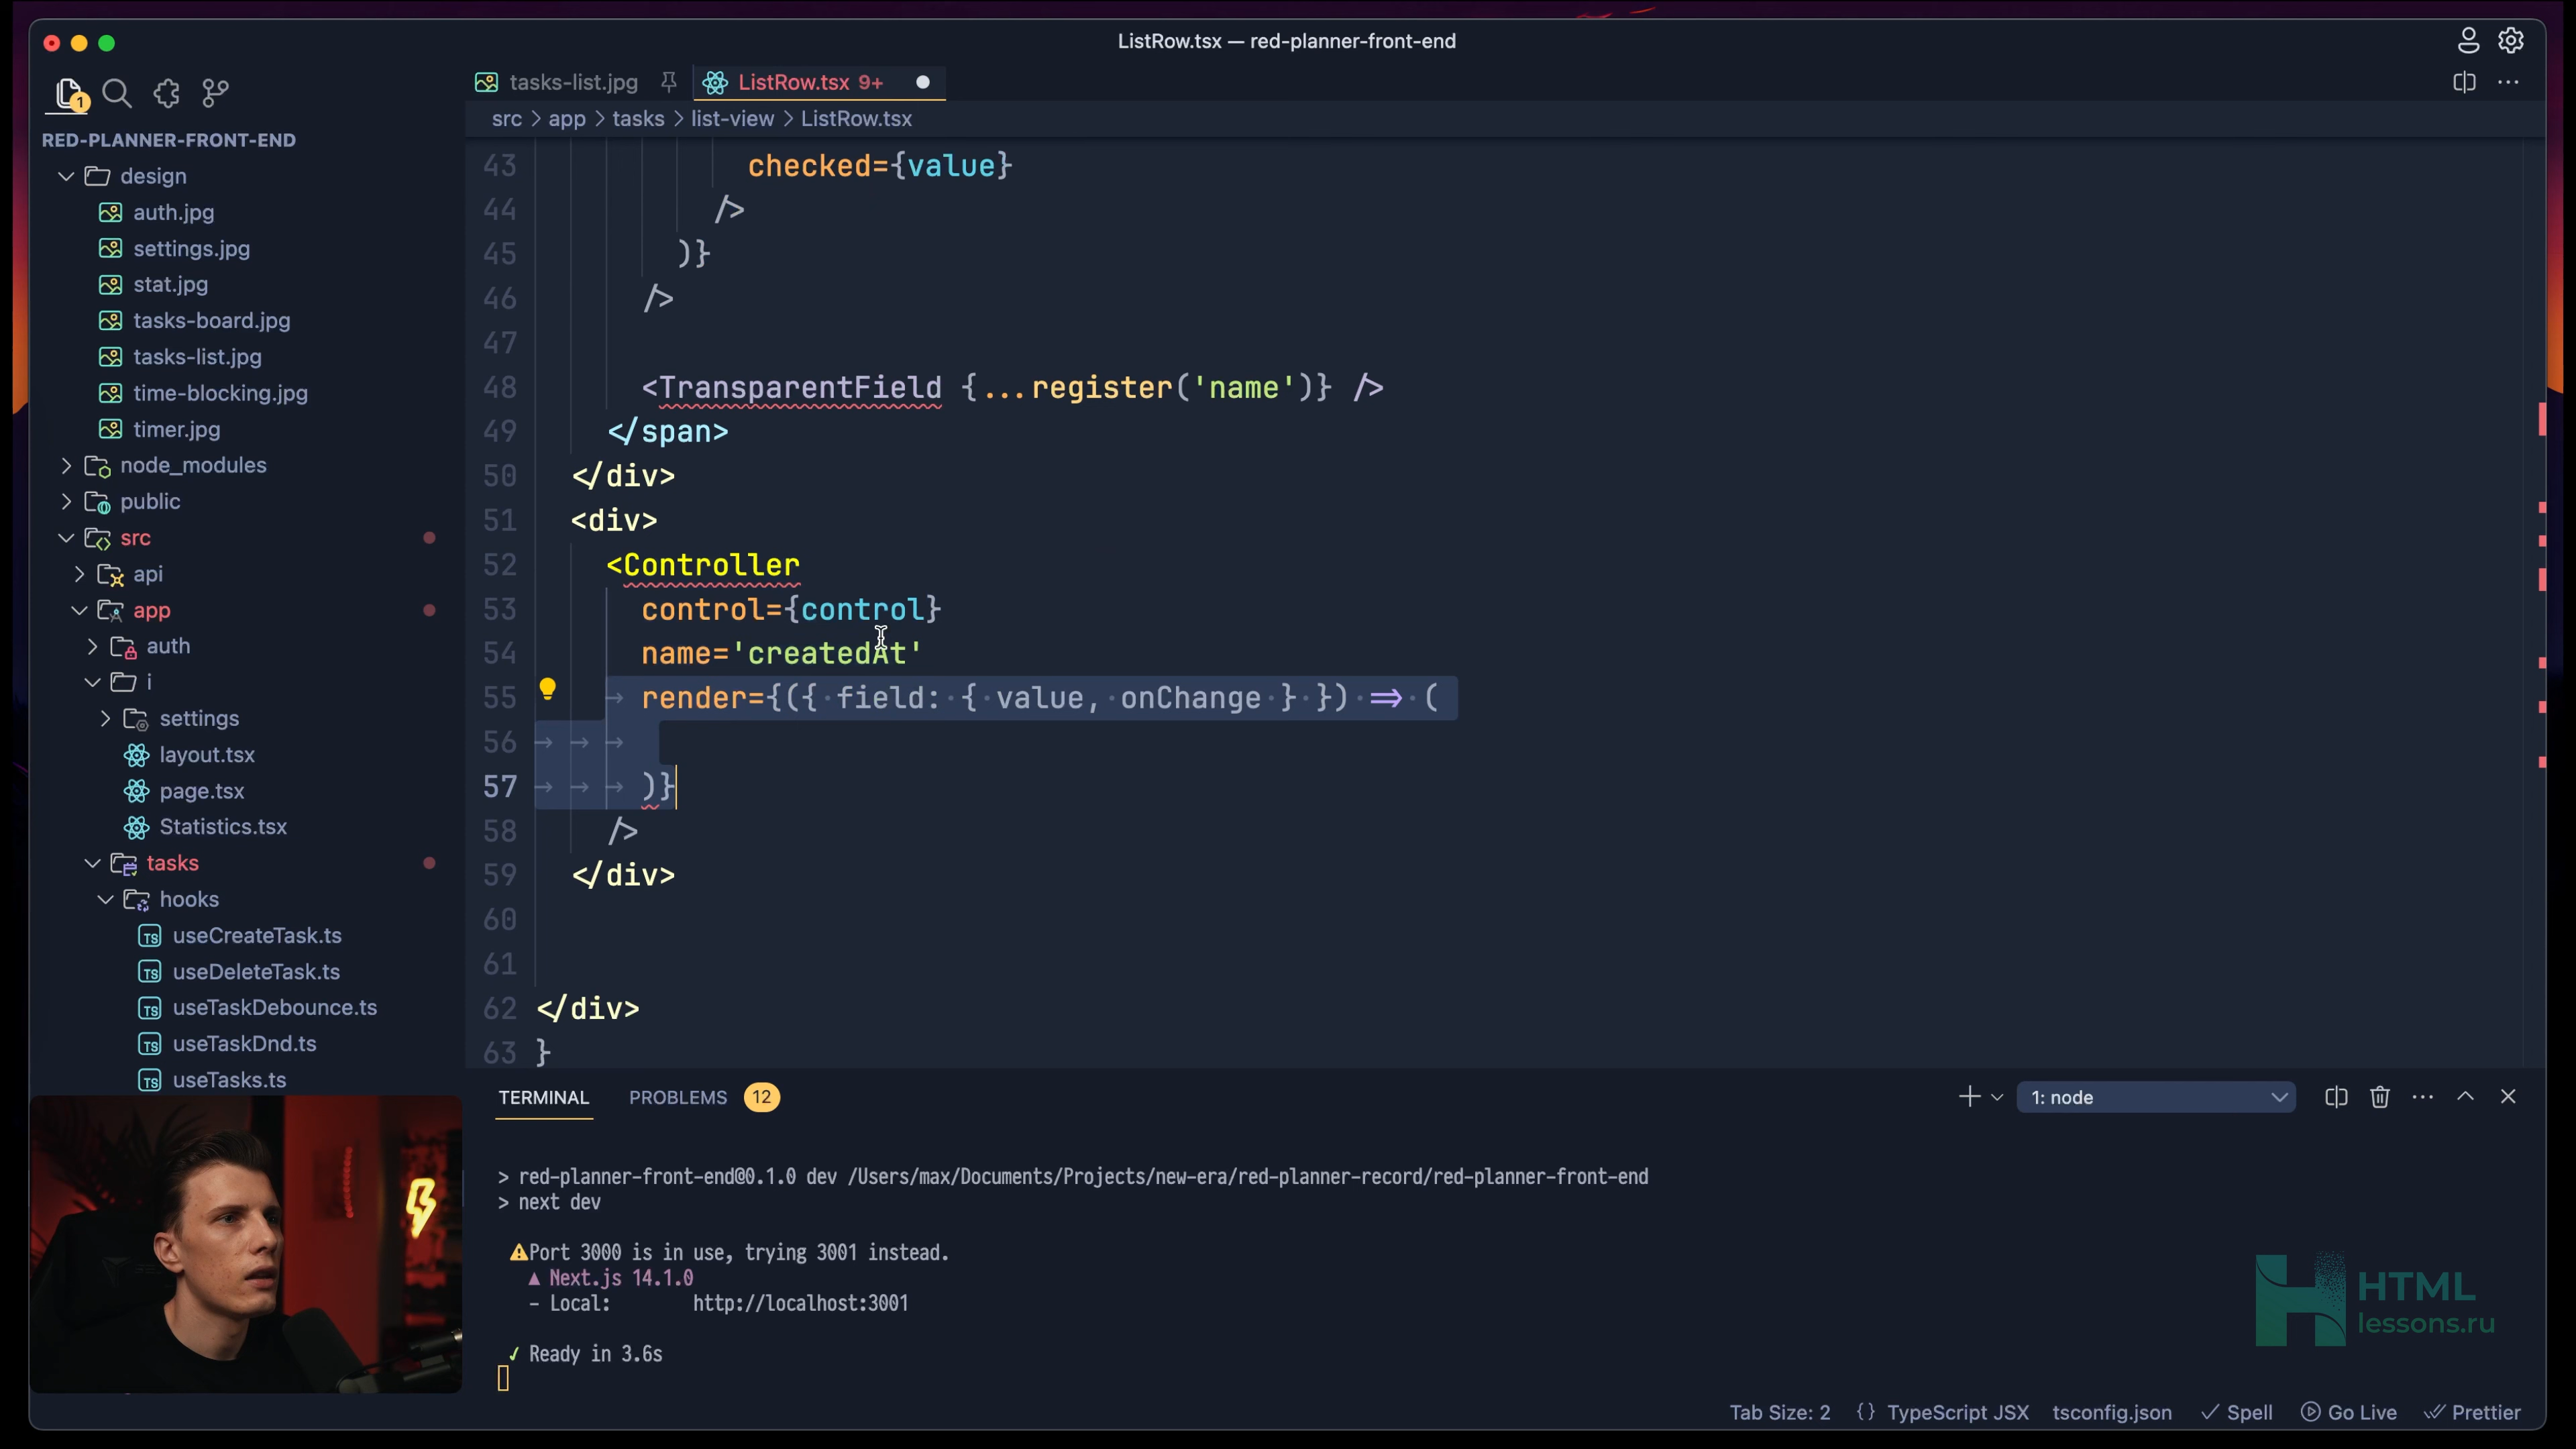 ListRow.tsx — red-planner-front-end
1
tasks-list.jpg
ListRow.tsx 9+
src > app > tasks > list-view > ListRow.tsx
RED-PLANNER-FRONT-END
design
auth.jpg
settings.jpg
stat.jpg
tasks-board.jpg
tasks-list.jpg
time-blocking.jpg
timer.jpg
node_modules
public
src
api
app
auth
i
settings
layout.tsx
page.tsx
Statistics.tsx
tasks
hooks
TS useCreateTask.ts
TS useDeleteTask.ts
TS useTaskDebounce.ts
TS useTaskDnd.ts
TS useTasks.ts
43 checked={value}
44 />
45 )}
46 />
47
48 <TransparentField {...register('name')} />
49 </span>
50 </div>
51 <div>
52 <Controller
53 control={control}
54 name='createdAt'
55 render={({ field: { value, onChange } }) => (
56
57 )}
58 />
59 </div>
60
61
62 </div>
63 }
TERMINAL PROBLEMS 12
1: node
> red-planner-front-end@0.1.0 dev /Users/max/Documents/Projects/new-era/red-planner-record/red-planner-front-end
> next dev
⚠Port 3000 is in use, trying 3001 instead.
▲ Next.js 14.1.0
- Local: http://localhost:3001
✓ Ready in 3.6s
HTML
lessons.ru
Tab Size: 2 {} TypeScript JSX tsconfig.json ✓ Spell Go Live Prettier